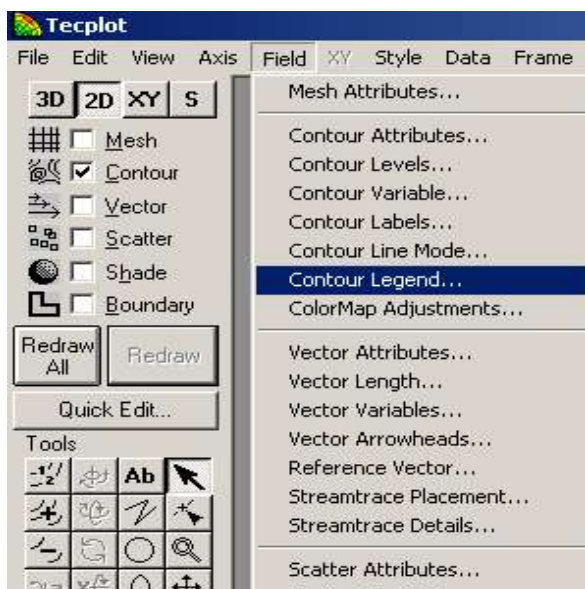 Tecplot
File Edit View Axis Field XY Style Data Frame
3D 2D XY S
Mesh
Contour
Vector
Scatter
Shade
Boundary
Redraw All
Redraw
Quick Edit...
Tools
Ab
Mesh Attributes...
Contour Attributes...
Contour Levels...
Contour Variable...
Contour Labels...
Contour Line Mode...
Contour Legend...
ColorMap Adjustments...
Vector Attributes...
Vector Length...
Vector Variables...
Vector Arrowheads...
Reference Vector...
Streamtrace Placement...
Streamtrace Details...
Scatter Attributes...